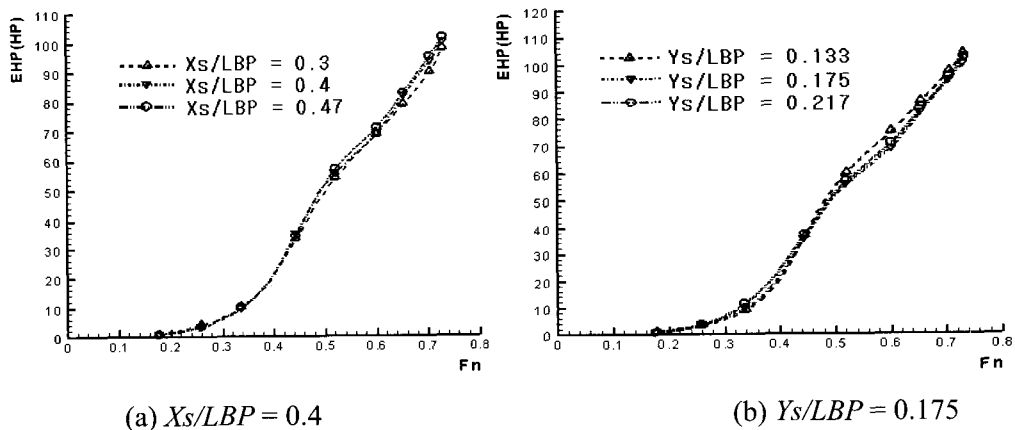 EHP(HP)
110
100
90
80
70
60
50
40
30
20
10
0
Xs/LBP = 0.3
Xs/LBP = 0.4
Xs/LBP = 0.47
0 0.1 0.2 0.3 0.4 0.5 0.6 0.7 0.8
Fn
(a) Xs/LBP = 0.4
EHP(HP)
120
110
100
90
80
70
60
50
40
30
20
10
0
Ys/LBP = 0.133
Ys/LBP = 0.175
Ys/LBP = 0.217
0 0.1 0.2 0.3 0.4 0.5 0.6 0.7 0.8
Fn
(b) Ys/LBP = 0.175